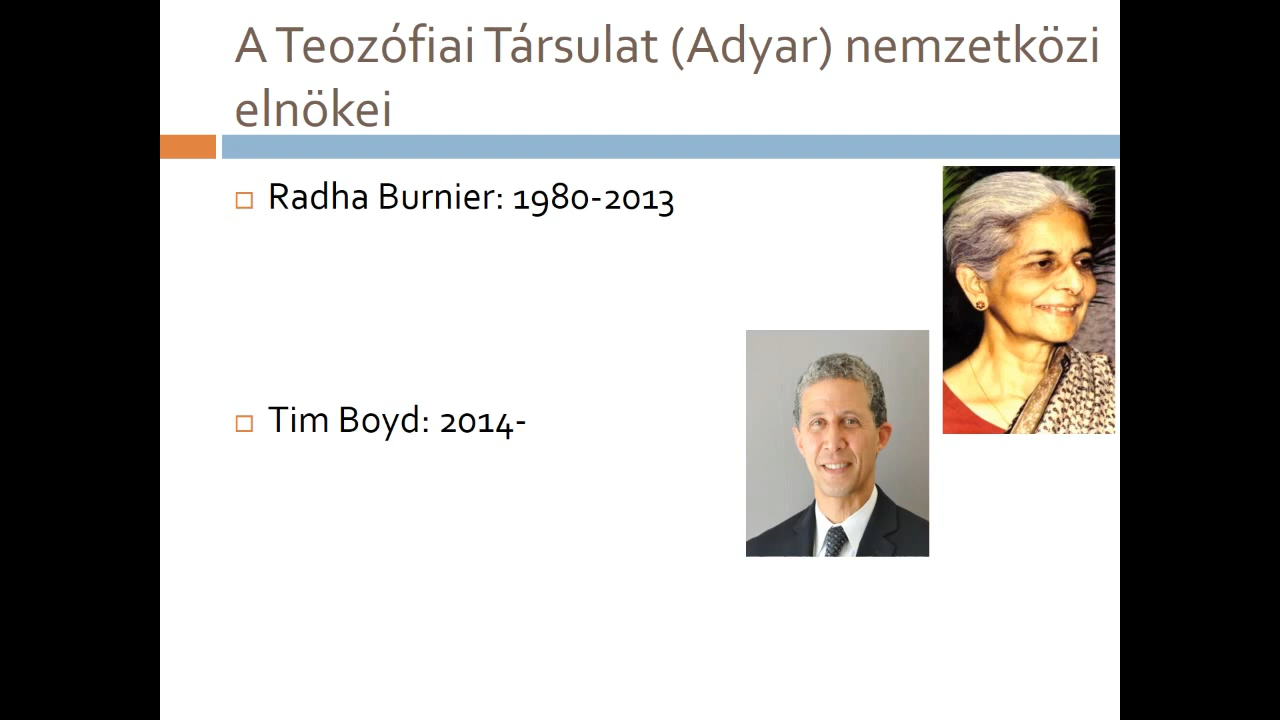 A Teozófiai Társulat (Adyar) nemzetközi
elnökei
Radha Burnier: 1980-2013
Tim Boyd: 2014-